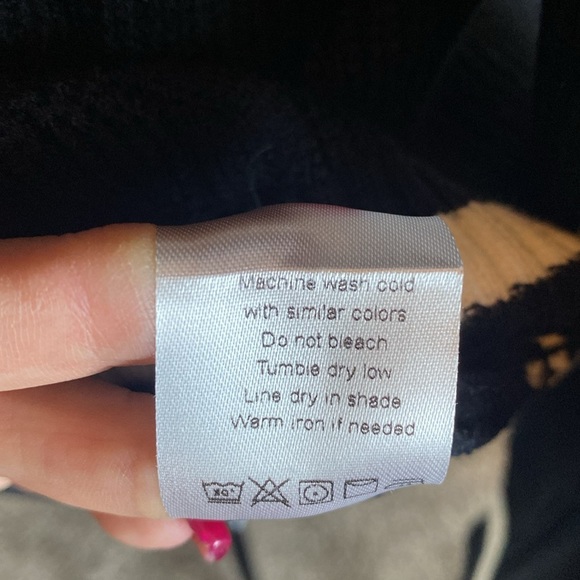 Machine wash cold
with similar colors
Do not bleach
Tumble dry low
Line dry in shade
Warm iron if needed